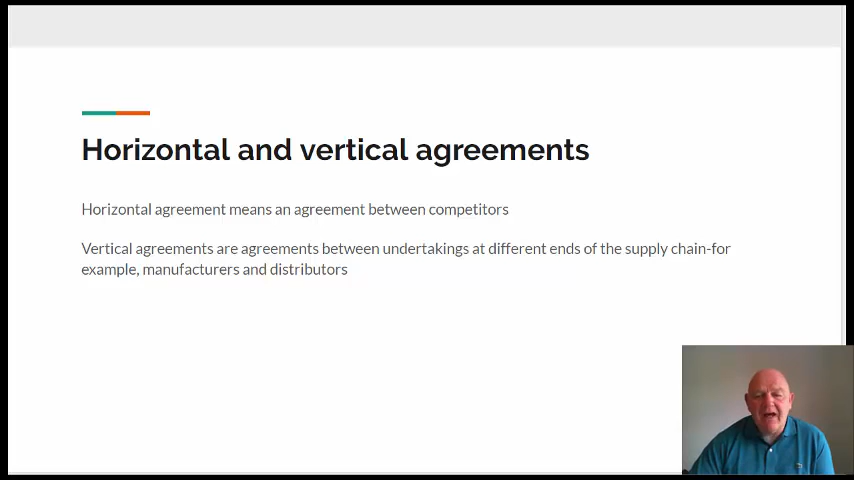 Horizontal and vertical agreements
Horizontal agreement means an agreement between competitors
Vertical agreements are agreements between undertakings at different ends of the supply chain-for
example, manufacturers and distributors